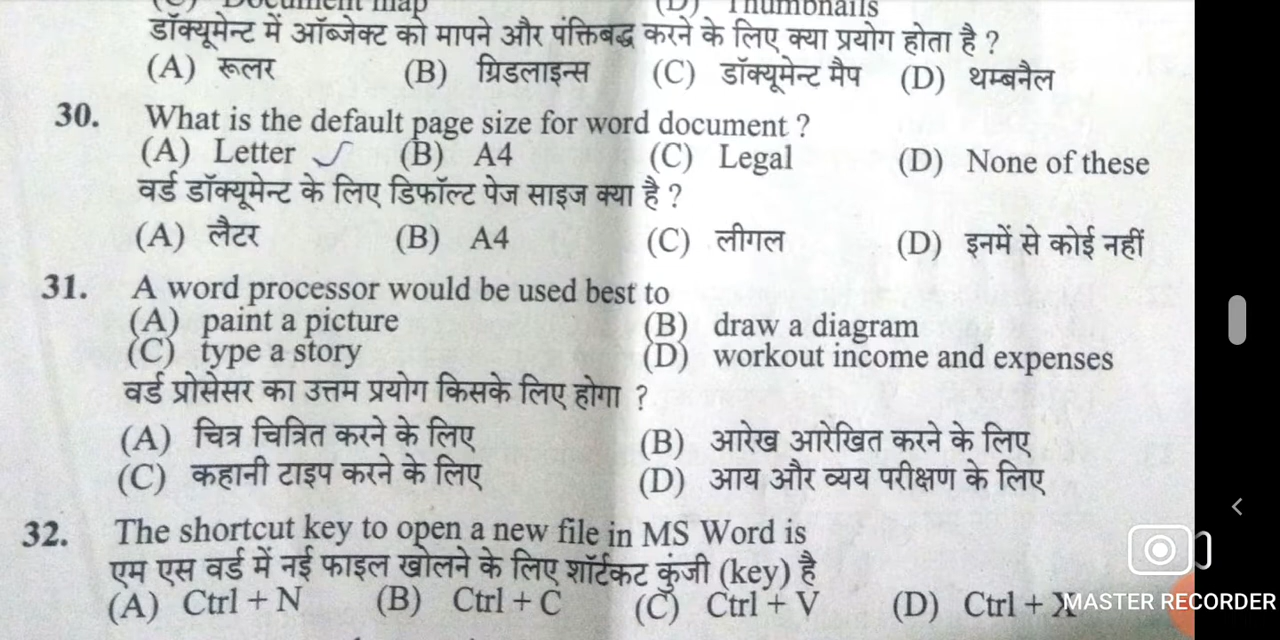 (C) Document map (D) Thumbnails
डॉक्यूमेन्ट में ऑब्जेक्ट को मापने और पंक्तिबद्ध करने के लिए क्या प्रयोग होता है ?
(A) रूलर (B) ग्रिडलाइन्स (C) डॉक्यूमेन्ट मैप (D) थम्बनैल
30. What is the default page size for word document ?
(A) Letter (B) A4 (C) Legal (D) None of these
वर्ड डॉक्यूमेन्ट के लिए डिफॉल्ट पेज साइज क्या है ?
(A) लैटर (B) A4 (C) लीगल (D) इनमें से कोई नहीं
31. A word processor would be used best to
(A) paint a picture (B) draw a diagram
(C) type a story (D) workout income and expenses
वर्ड प्रोसेसर का उत्तम प्रयोग किसके लिए होगा ?
(A) चित्र चित्रित करने के लिए (B) आरेख आरेखित करने के लिए
(C) कहानी टाइप करने के लिए (D) आय और व्यय परीक्षण के लिए
32. The shortcut key to open a new file in MS Word is
एम एस वर्ड में नई फाइल खोलने के लिए शॉर्टकट कुंजी (key) है
(A) Ctrl + N (B) Ctrl + C (C) Ctrl + V (D) Ctrl + X
MASTER RECORDER